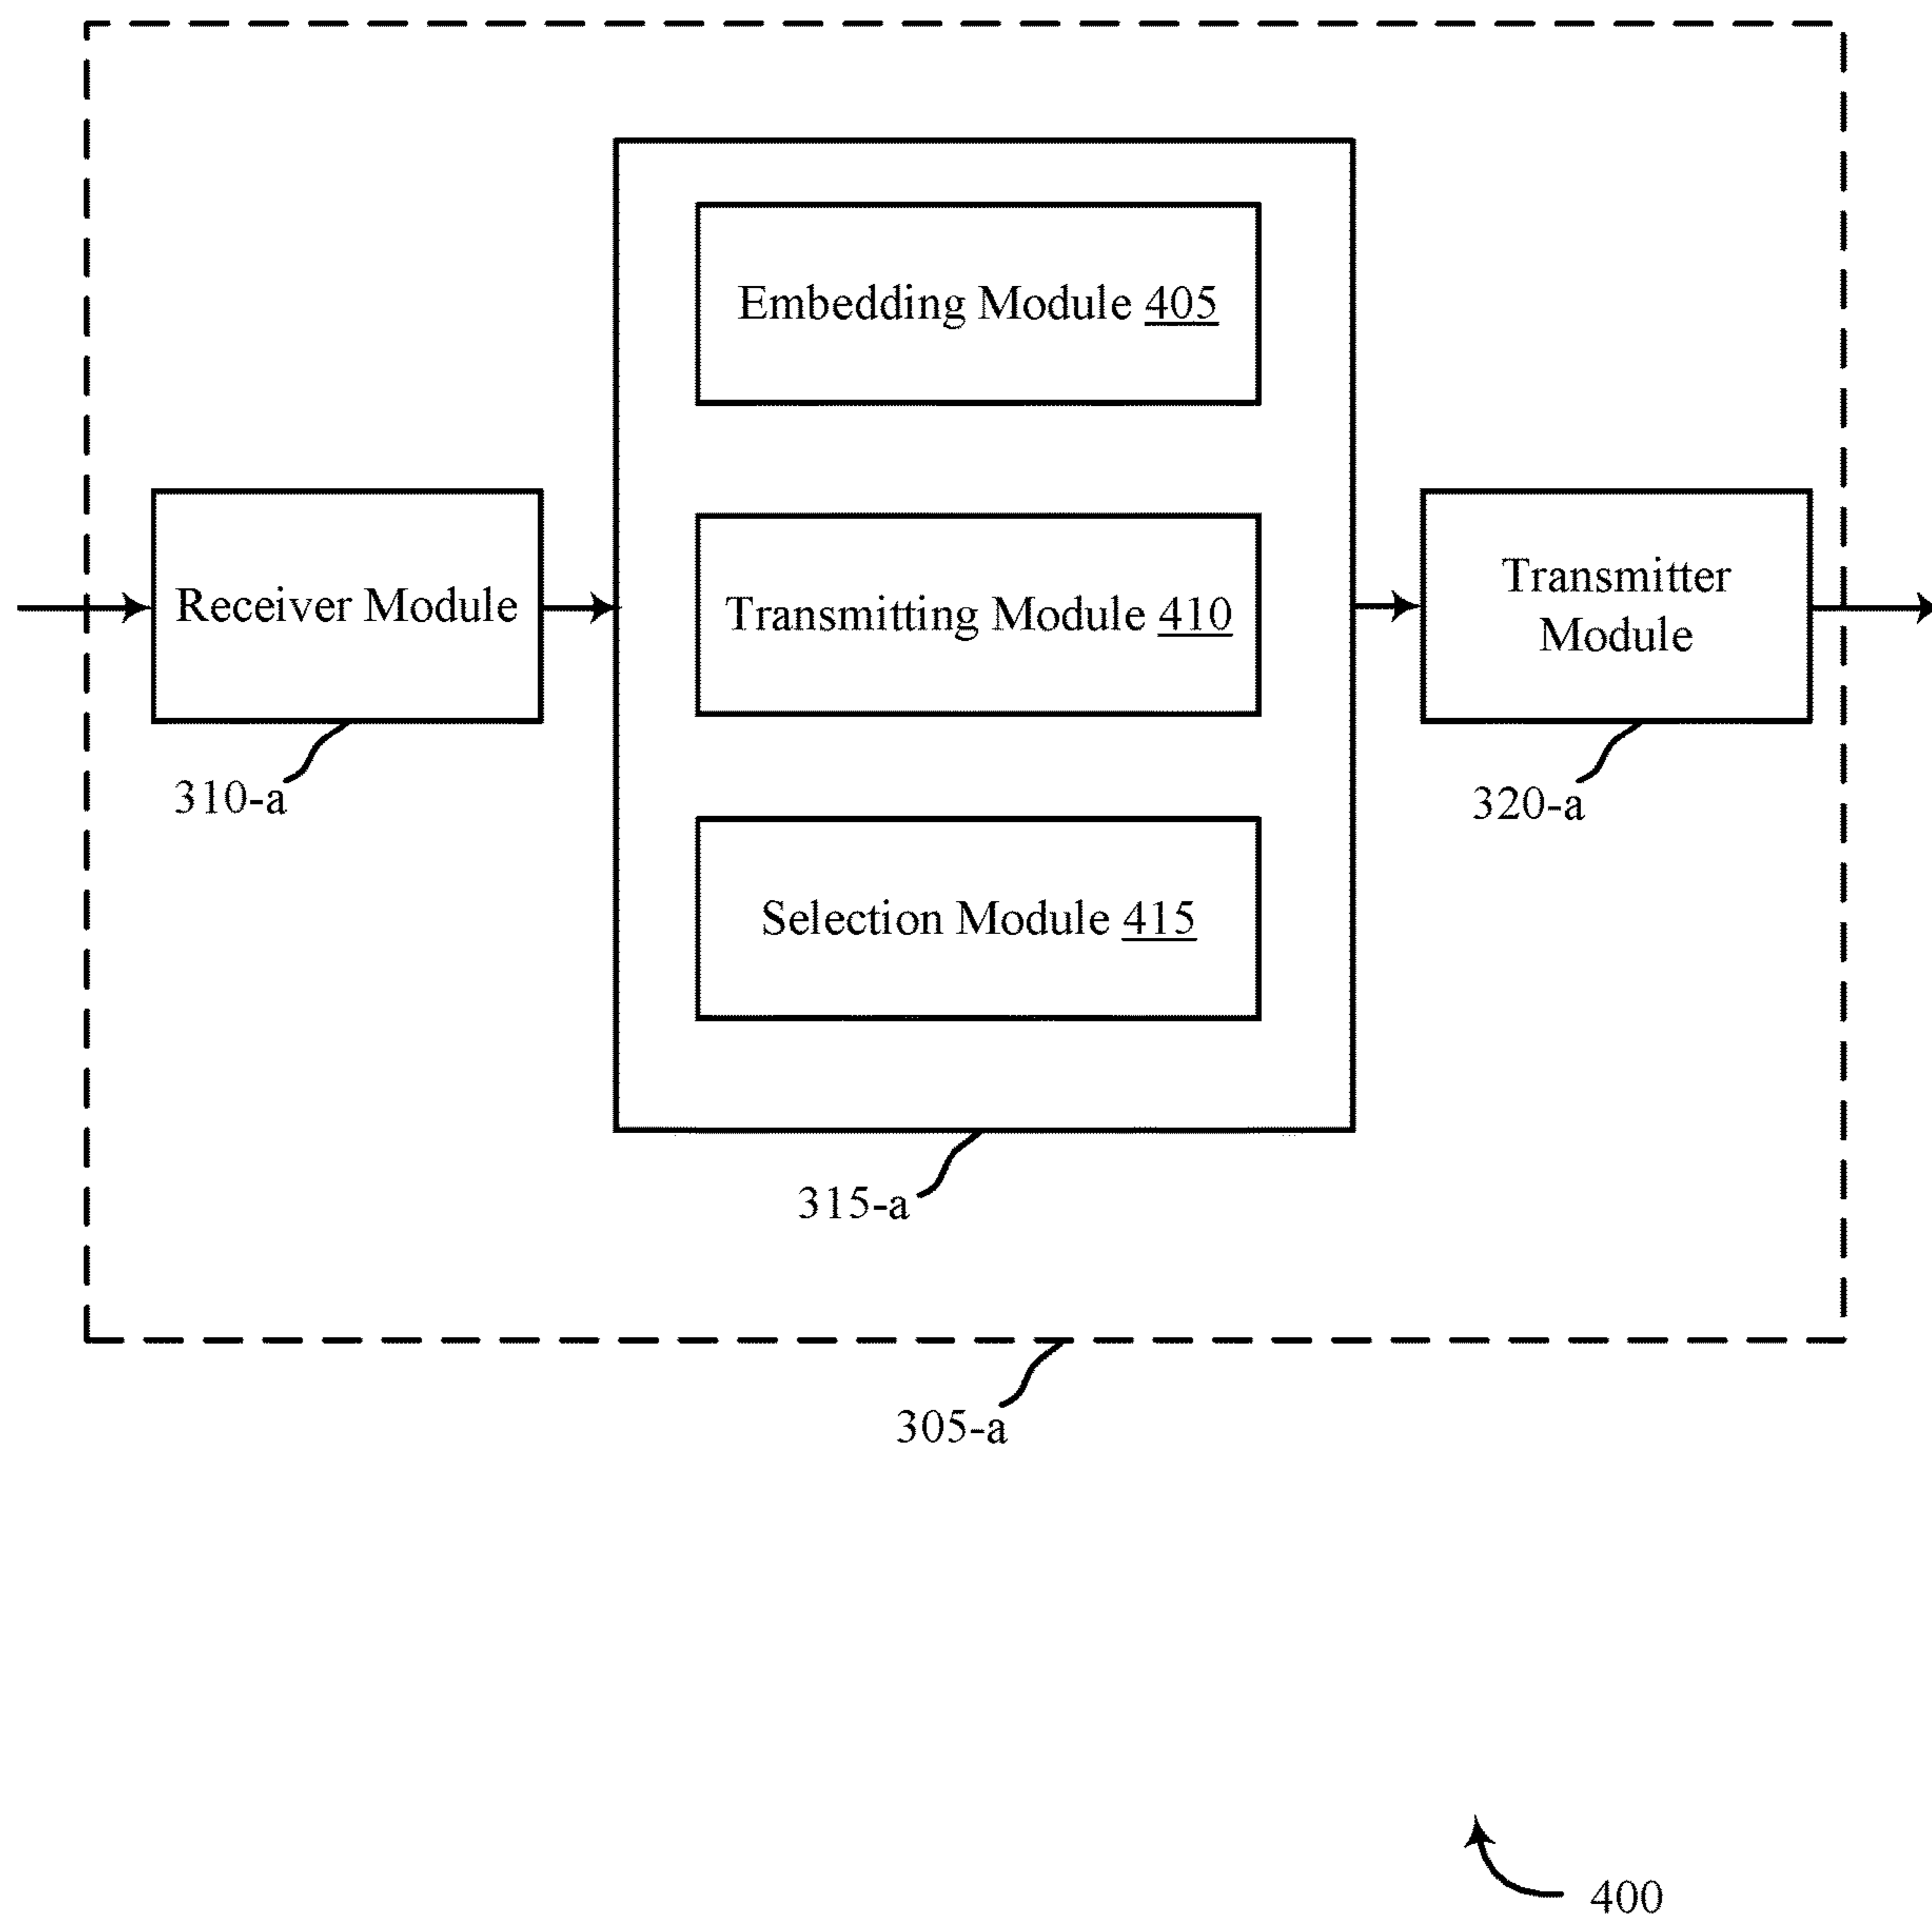 Embedding Module 405
Receiver Module
Transmitting Module 410
Transmitter
Module
310-a
320-a
Selection Module 415
315-a
305-a
400